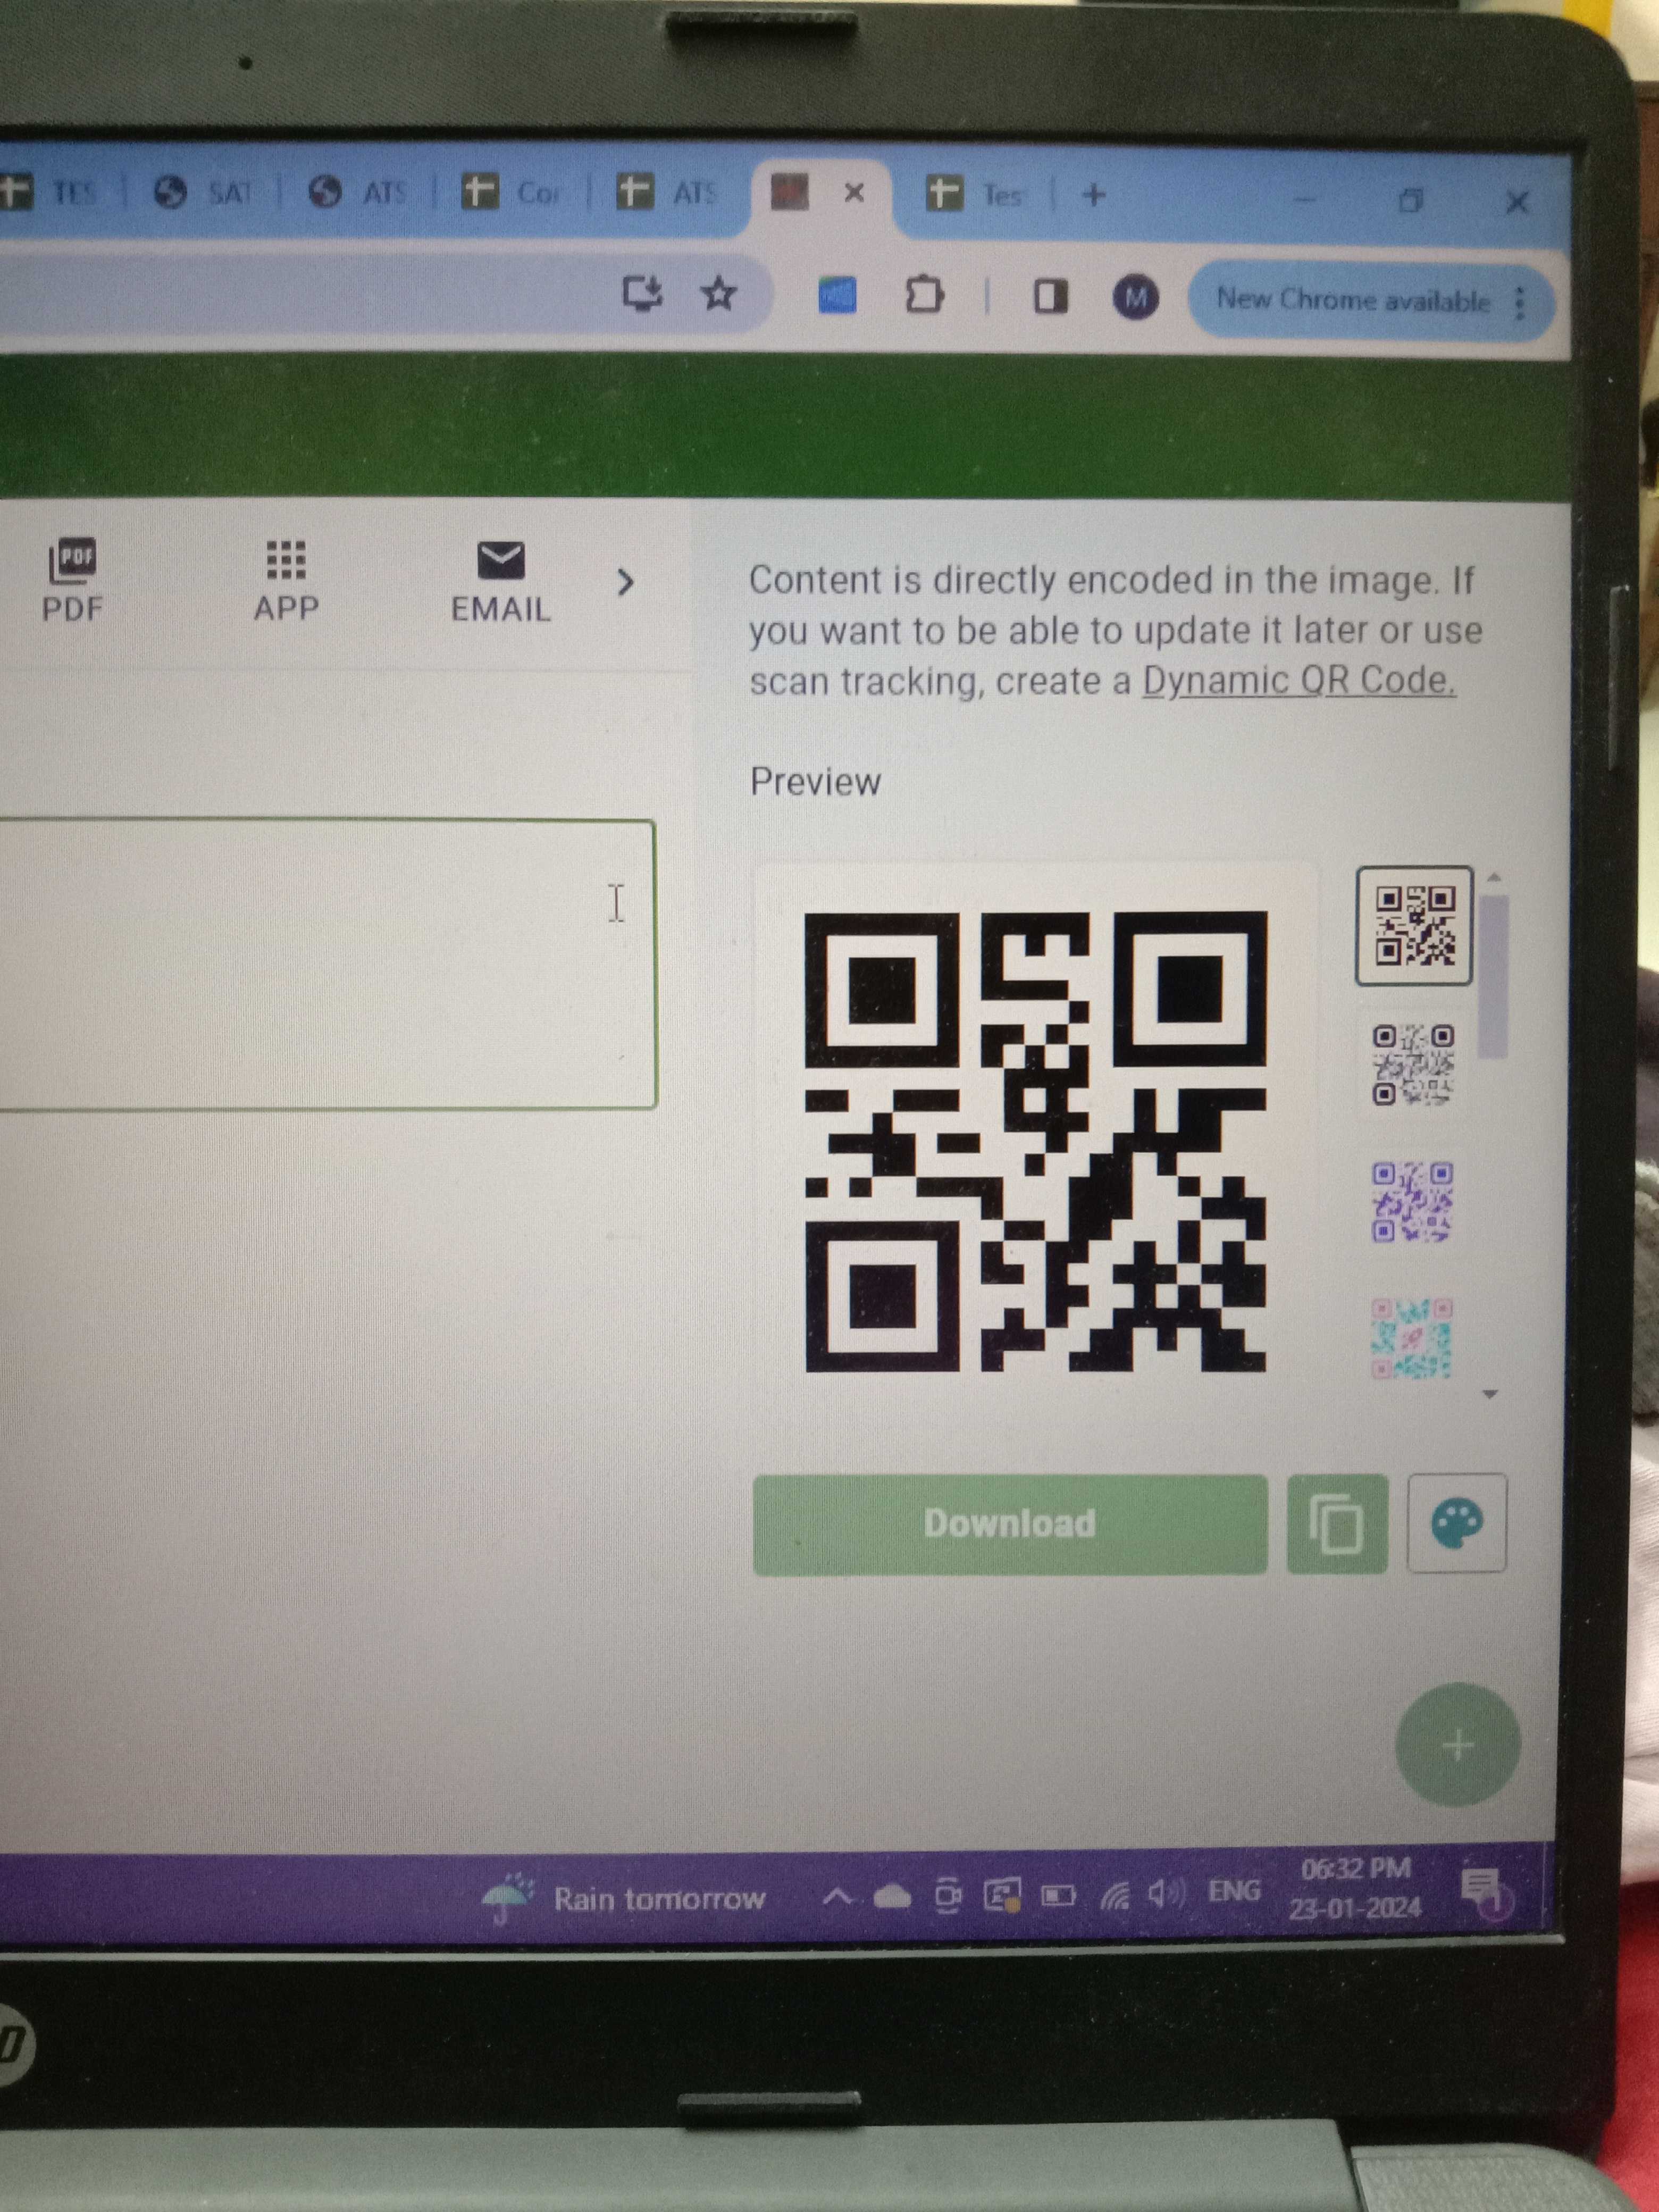 TES
SAT
ATS
Cor
ATS
Tes
M
New Chrome available
PDF
PDF
APP
EMAIL
Content is directly encoded in the image. If
you want to be able to update it later or use
scan tracking, create a Dynamic QR Code.
Preview
Download
Rain tomorrow
ENG
06:32 PM
23-01-2024
1